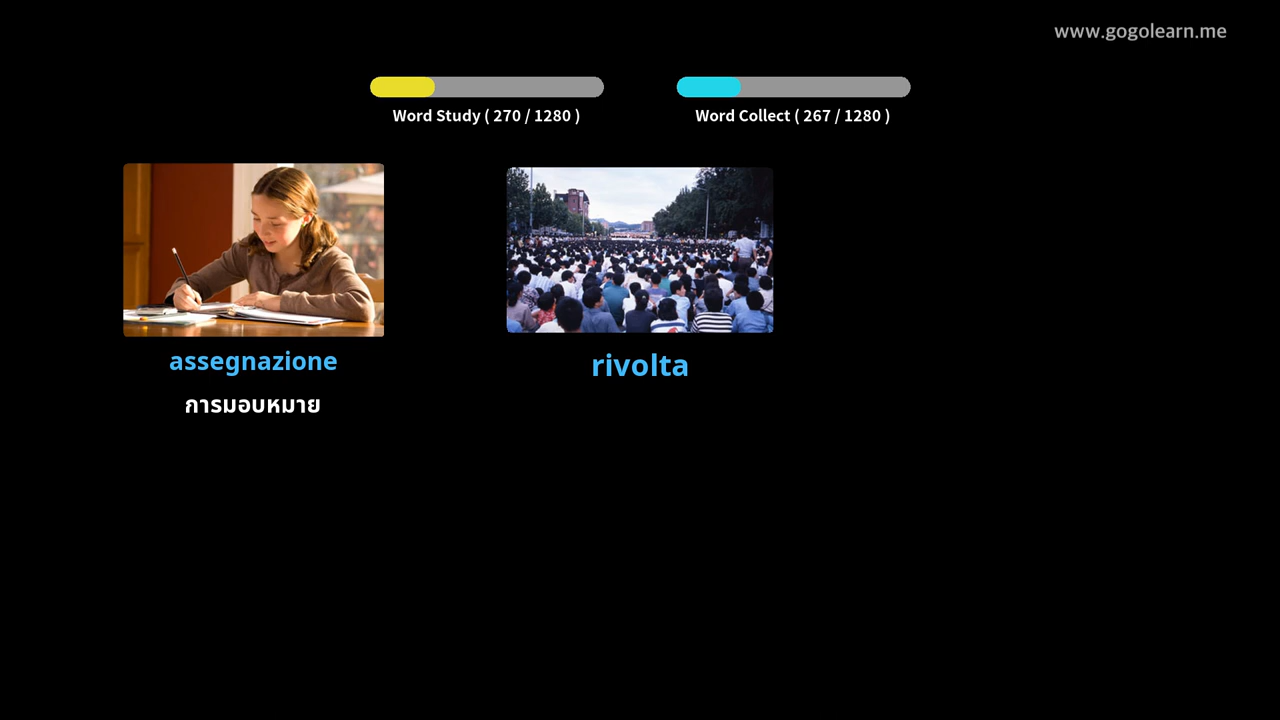 www.gogolearn.me
Word Study ( 270 / 1280 )
Word Collect ( 267 / 1280 )
assegnazione
การมอบหมาย
rivolta